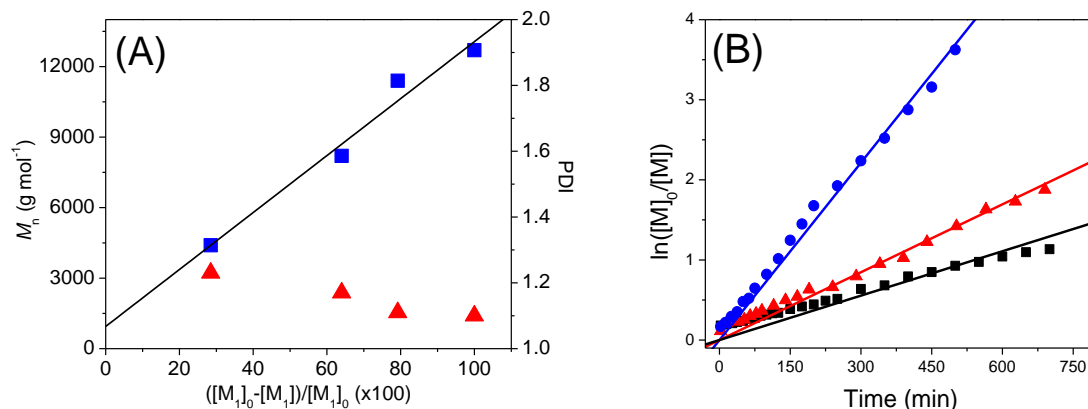 (A)
2.0
12000
1.8
9000
1.6
6000
1.4
3000
1.2
0
1.0
0 20 40 60 80 100
M_n (g mol⁻¹)
PDI
([M₁]₀-[M₁])/[M₁]₀ (x100)
(B)
4
3
2
1
0
0 150 300 450 600 750
ln([M]₀/[M])
Time (min)